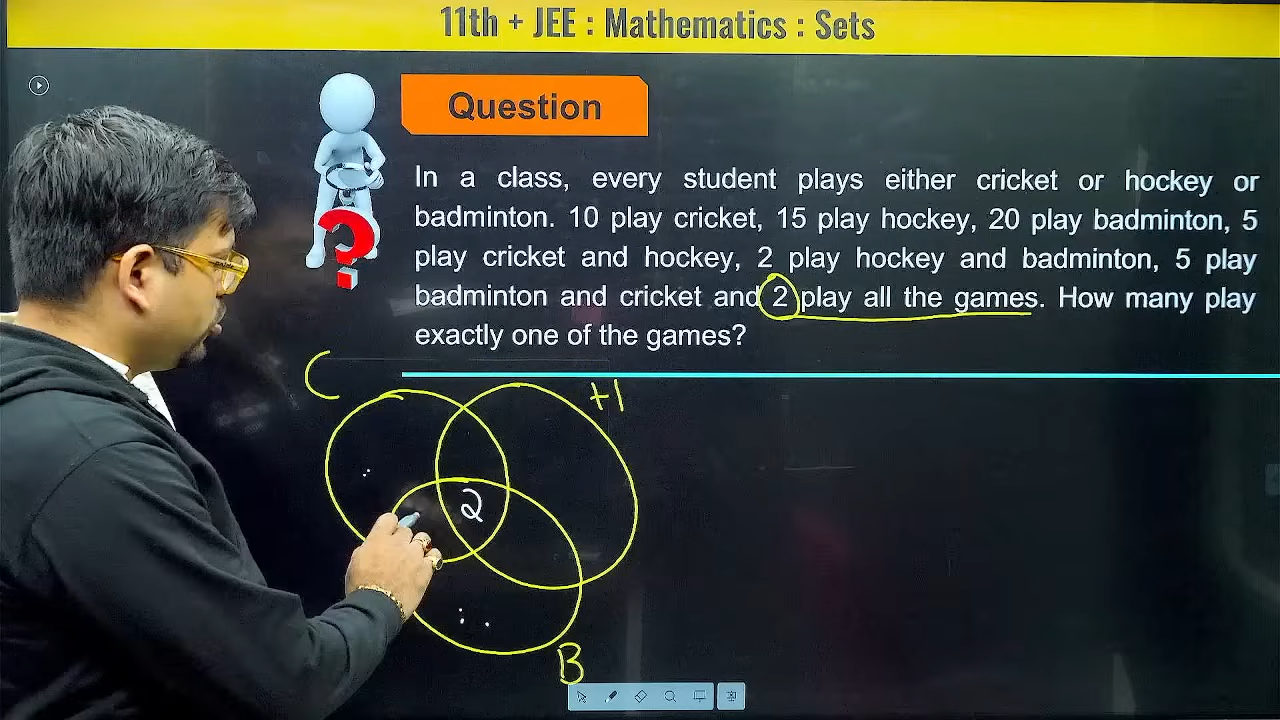 11th + JEE : Mathematics : Sets
Question
In a class, every student plays either cricket or hockey or
badminton. 10 play cricket, 15 play hockey, 20 play badminton, 5
play cricket and hockey, 2 play hockey and badminton, 5 play
badminton and cricket and 2 play all the games. How many play
exactly one of the games?
C
H
2
B